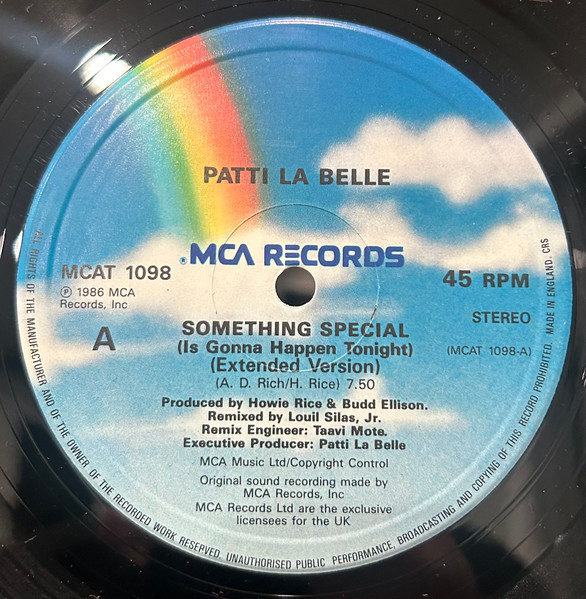 PATTI LA BELLE
®MCA RECORDS
MCAT 1098
℗ 1986 MCA
Records, Inc
A
45 RPM
STEREO
(MCAT 1098-A)
SOMETHING SPECIAL
(Is Gonna Happen Tonight)
(Extended Version)
(A. D. Rich/H. Rice) 7.50
Produced by Howie Rice & Budd Ellison.
Remixed by Louil Silas, Jr.
Remix Engineer: Taavi Mote.
Executive Producer: Patti La Belle
MCA Music Ltd/Copyright Control
Original sound recording made by
MCA Records, Inc
MCA Records Ltd are the exclusive
licensees for the UK
ALL RIGHTS OF THE MANUFACTURER AND OF THE OWNER OF THE RECORDED WORK RESERVED. UNAUTHORISED PUBLIC PERFORMANCE, BROADCASTING AND COPYING OF THIS RECORD PROHIBITED. MADE IN ENGLAND. CRS